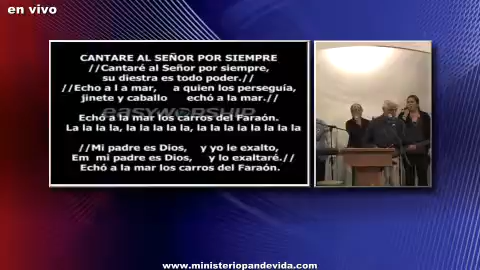 en vivo
CANTARE AL SEÑOR POR SIEMPRE
//Cantaré al Señor por siempre,
su diestra es todo poder.//
//Echo a l a mar, a quien los perseguía,
jinete y caballo echó a la mar.//
easyworship
Echó a la mar los carros del Faraón.
La la la la, la la la la la, la la la la la la la la
//Mi padre es Dios, y yo le exalto,
Em mi padre es Dios, y lo exaltaré.//
Echó a la mar los carros del Faraón.
www.ministeriopandevida.com